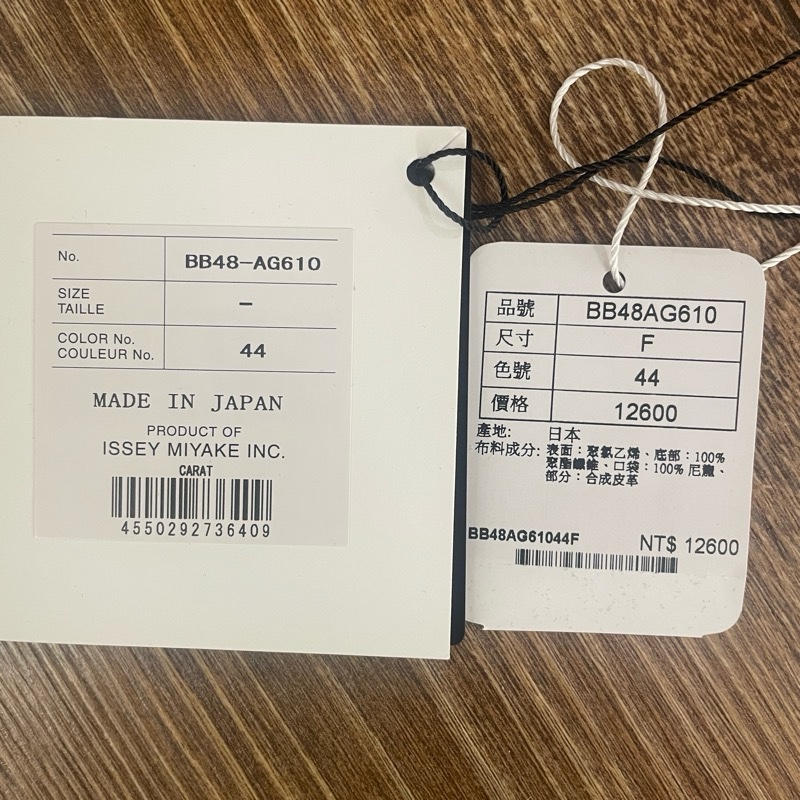 No. BB48-AG610
SIZE
TAILLE -
COLOR No.
COULEUR No. 44
MADE IN JAPAN
PRODUCT OF
ISSEY MIYAKE INC.
CARAT
4550292736409
品號 BB48AG610
尺寸 F
色號 44
價格 12600
產地: 日本
布料成分: 表面：聚氯乙烯、底部：100%
聚酯纖維、口袋：100% 尼龍、
部分：合成皮革
BB48AG61044F NT$ 12600